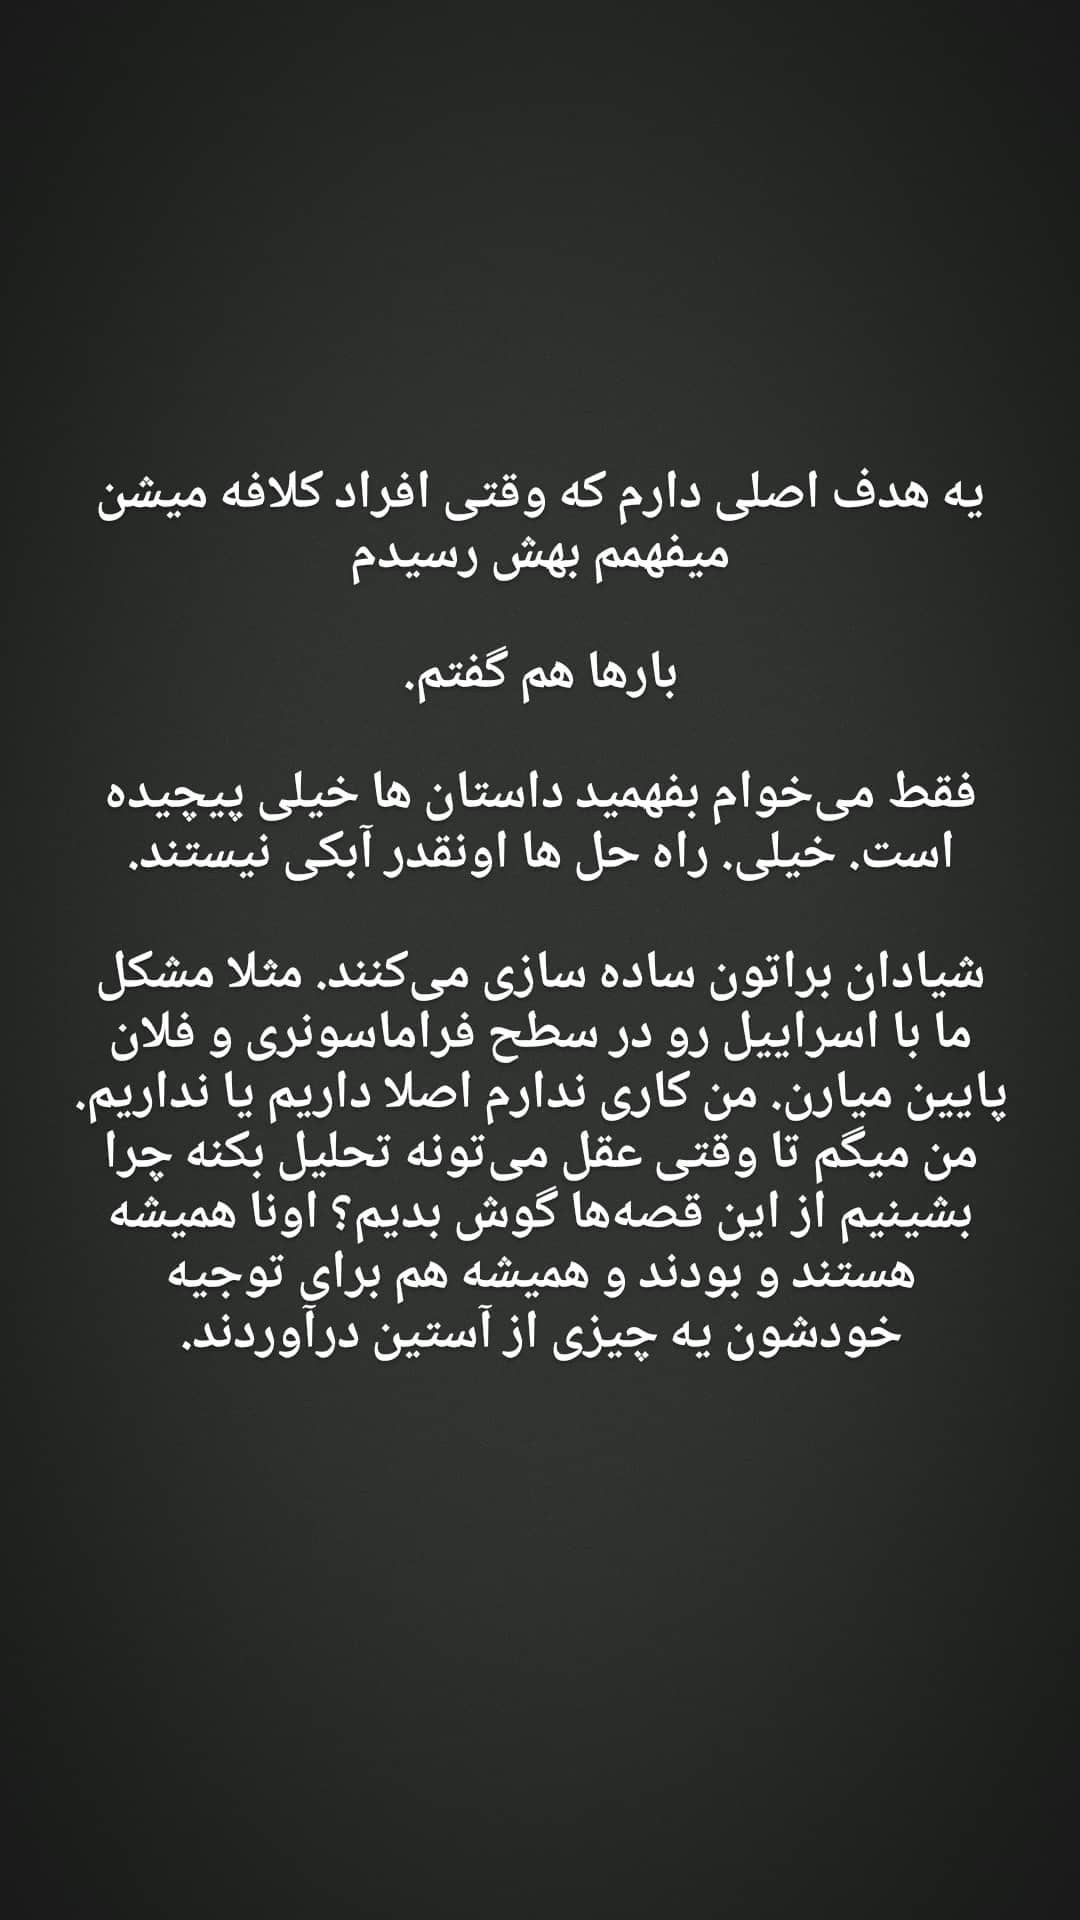 یه هدف اصلی دارم که وقتی افراد کلافه میشن
میفهمم بهش رسیدم
بارها هم گفتم.
فقط می‌خوام بفهمید داستان ها خیلی پیچیده
است. خیلی. راه حل ها اونقدر آبکی نیستند.
شیادان براتون ساده سازی می‌کنند. مثلا مشکل
ما با اسراییل رو در سطح فراماسونری و فلان
پایین میارن. من کاری ندارم اصلا داریم یا نداریم.
من میگم تا وقتی عقل می‌تونه تحلیل بکنه چرا
بشینیم از این قصه‌ها گوش بدیم؟ اونا همیشه
هستند و بودند و همیشه هم برای توجیه
خودشون یه چیزی از آستین درآوردند.